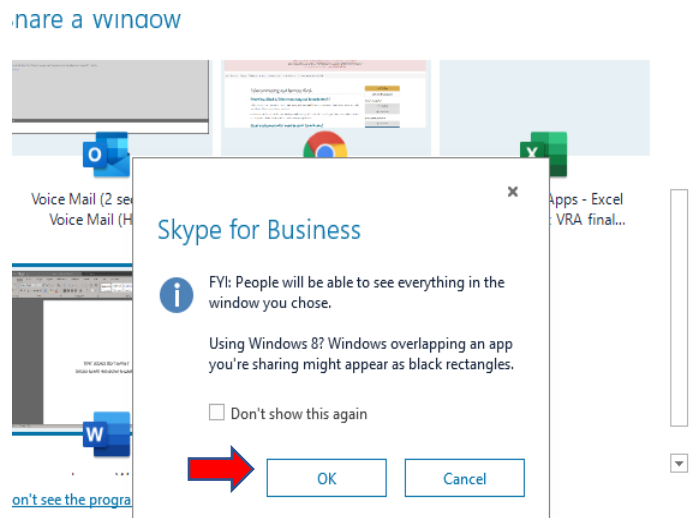 Share a Window
Voice Mail (2 sec
Voice Mail (H
Apps - Excel
VRA final...
Skype for Business
FYI: People will be able to see everything in the
window you chose.
Using Windows 8? Windows overlapping an app
you're sharing might appear as black rectangles.
Don't show this again
OK
Cancel
on't see the progra